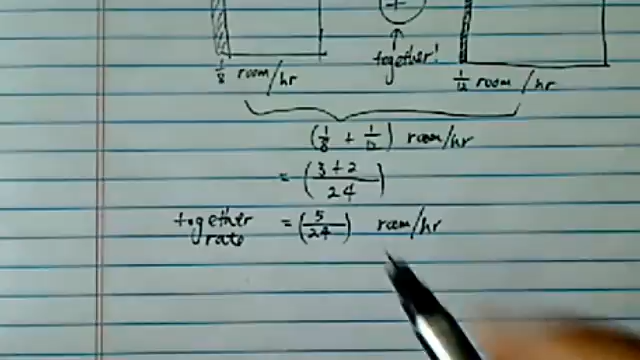 +
together!
1/8 room/hr
1/12 room/hr
(1/8 + 1/12) room/hr
= (3+2/24)
together rate = (5/24) room/hr